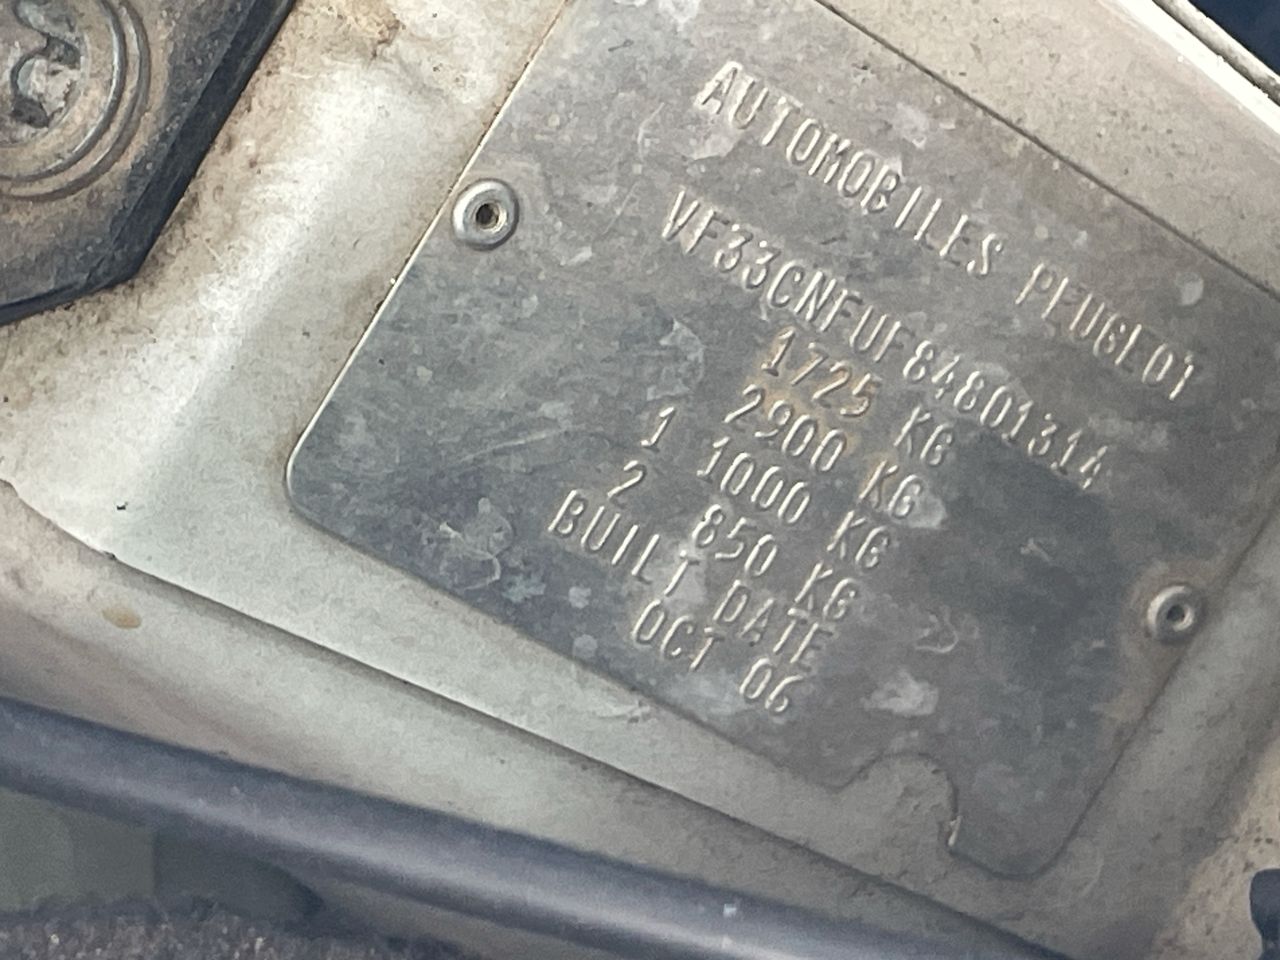 AUTOMOBILES PEUGEOT
VF33CNFUF84801314
1725 KG
2900 KG
1 1000 KG
2 850 KG
BUILT DATE
OCT 06